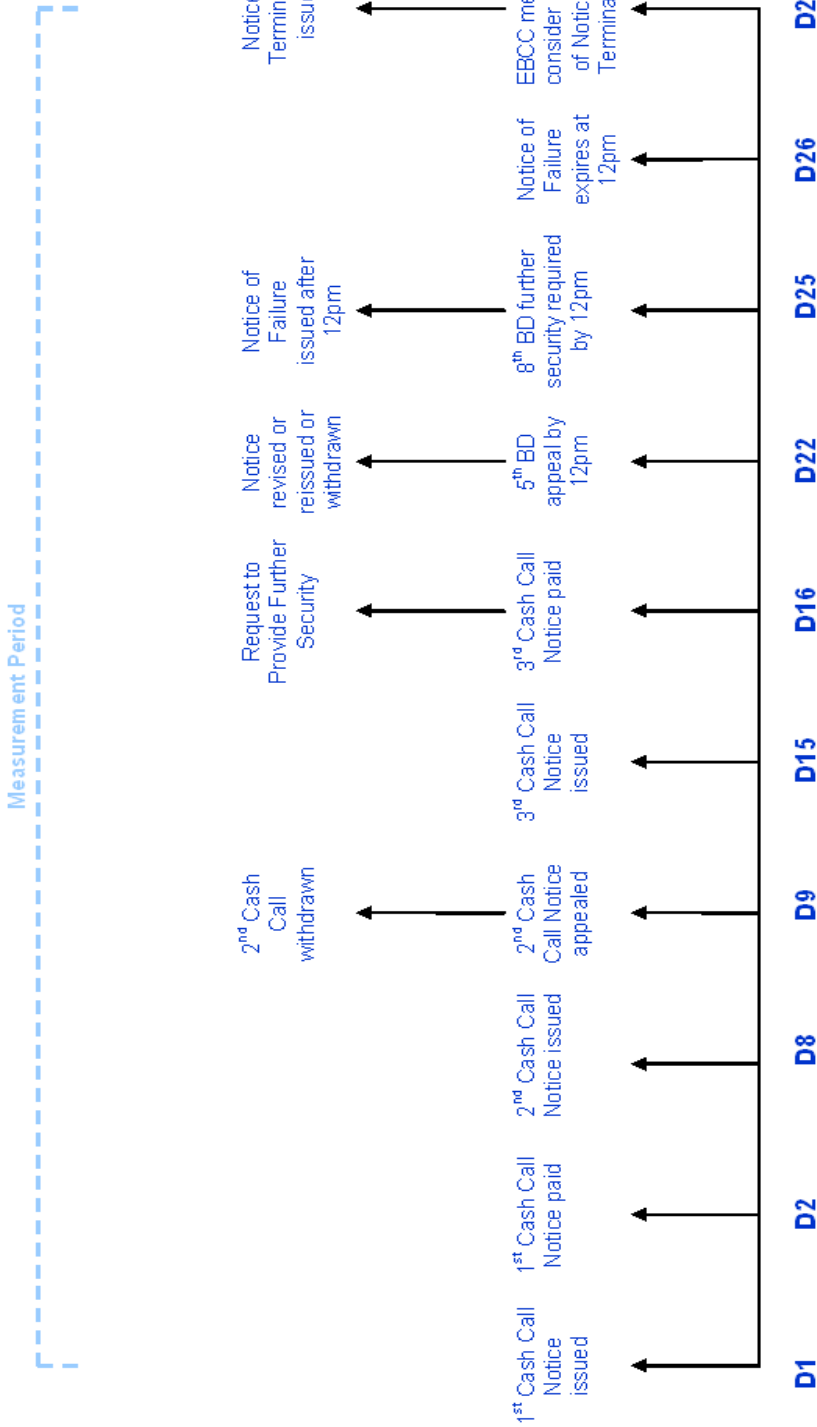 Measurement Period
2nd Cash
Call
withdrawn
Request to
Provide Further
Security
Notice
revised or
reissued or
withdrawn
Notice of
Failure
issued after
12pm
Notice
1st Cash Call
Notice
issued
1st Cash Call
Notice paid
2nd Cash Call
Notice issued
2nd Cash
Call Notice
appealed
3rd Cash Call
Notice
issued
3rd Cash Call
Notice paid
5th BD
appeal by
12pm
8th BD further
security required
by 12pm
Notice of
Failure
expires at
12pm
EBCC
consider
of
D1
D2
D8
D9
D15
D16
D22
D25
D26